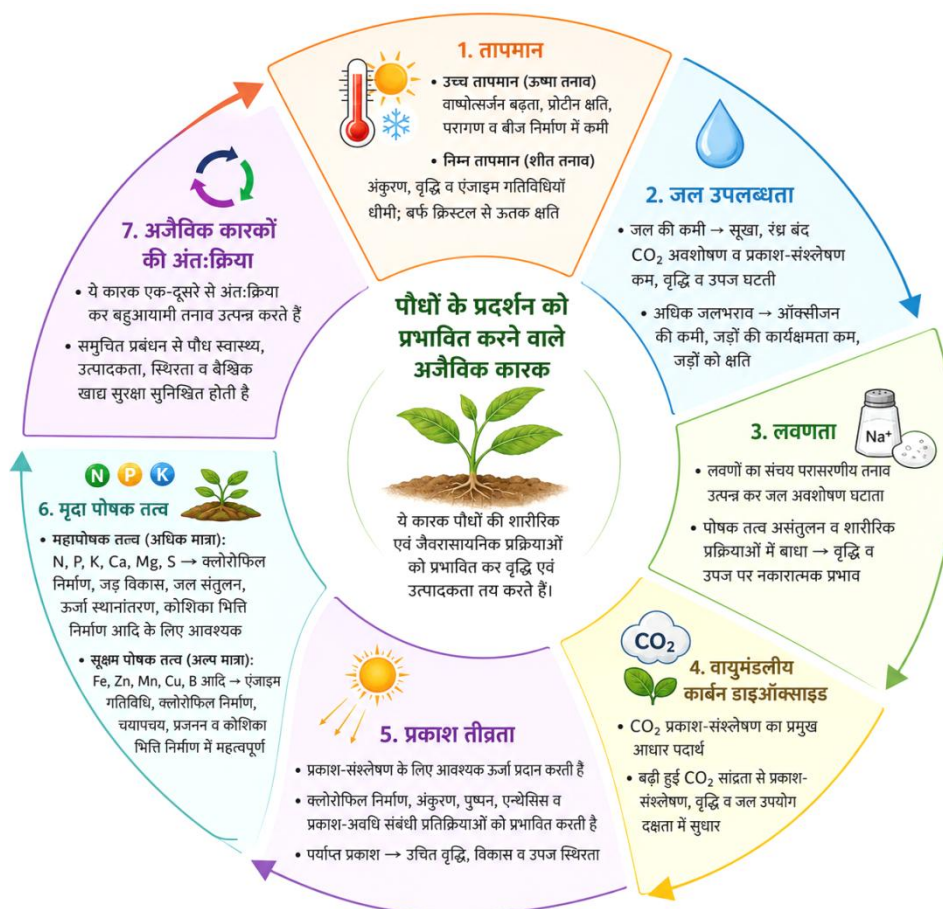 1. तापमान
• उच्च तापमान (ऊष्मा तनाव)
वाष्पोत्सर्जन बढ़ता, प्रोटीन क्षति,
परागण व बीज निर्माण में कमी
• निम्न तापमान (शीत तनाव)
अंकुरण, वृद्धि व एंजाइम गतिविधियाँ
धीमी; बर्फ क्रिस्टल से ऊतक क्षति
2. जल उपलब्धता
• जल की कमी → सूखा, रंध्र बंद
CO₂ अवशोषण व प्रकाश-संश्लेषण
कम, वृद्धि व उपज घटती
• अधिक जलभराव → ऑक्सीजन
की कमी, जड़ों की कार्यक्षमता कम,
जड़ों को क्षति
3. लवणता
Na⁺
• लवणों का संचय परासरणीय तनाव
उत्पन्न कर जल अवशोषण घटाता
• पोषक तत्व असंतुलन व शारीरिक
प्रक्रियाओं में बाधा → वृद्धि व
उपज पर नकारात्मक प्रभाव
CO₂
4. वायुमंडलीय
कार्बन डाइऑक्साइड
• CO₂ प्रकाश-संश्लेषण का प्रमुख
आधार पदार्थ
• बढ़ी हुई CO₂ सांद्रता से प्रकाश-
संश्लेषण, वृद्धि व जल उपयोग
दक्षता में सुधार
5. प्रकाश तीव्रता
• प्रकाश-संश्लेषण के लिए आवश्यक ऊर्जा प्रदान करती है
• क्लोरोफिल निर्माण, अंकुरण, पुष्पन, एन्थेसिस व
प्रकाश-अवधि संबंधी प्रतिक्रियाओं को प्रभावित करती है
• पर्याप्त प्रकाश → उचित वृद्धि, विकास व उपज स्थिरता
N P K
6. मृदा पोषक तत्व
• महापोषक तत्व (अधिक मात्रा):
N, P, K, Ca, Mg, S → क्लोरोफिल
निर्माण, जड़ विकास, जल संतुलन,
ऊर्जा स्थानांतरण, कोशिका भित्ति
निर्माण आदि के लिए आवश्यक
• सूक्षम पोषक तत्व (अल्प मात्रा):
Fe, Zn, Mn, Cu, B आदि → एंजाइम
गतिविधि, क्लोरोफिल निर्माण,
चयापचय, प्रजनन व कोशिका
भित्ति निर्माण में महत्वपूर्ण
7. अजैविक कारकों
की अंत:क्रिया
• ये कारक एक-दूसरे से अंत:क्रिया
कर बहुआयामी तनाव उत्पन्न करते हैं
• समुचित प्रबंधन से पौध स्वास्थ्य,
उत्पादकता, स्थिरता व बैश्विक
खाद्य सुरक्षा सुनिश्चित होती है
पौधों के प्रदर्शन को
प्रभावित करने वाले
अजैविक कारक
ये कारक पौधों की शारीरिक
एवं जैवरासायनिक प्रक्रियाओं
को प्रभावित कर वृद्धि एवं
उत्पादकता तय करते हैं।